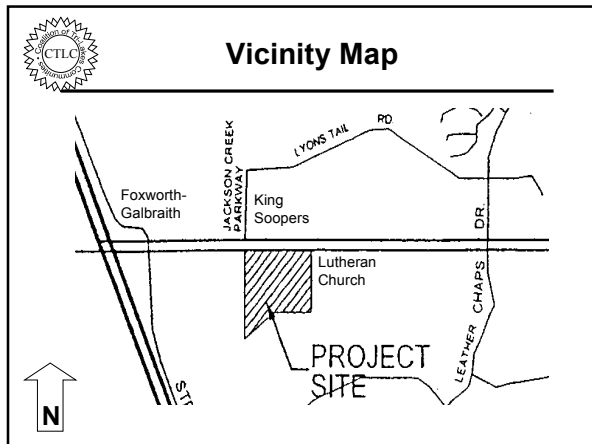 Coalition of Tri-Lakes Communities
CTLC
Vicinity Map
LYONS TAIL RD.
JACKSON CREEK
PARKWAY
Foxworth-
Galbraith
King
Soopers
Lutheran
Church
LEATHER CHAPS DR.
PROJECT
SITE
N